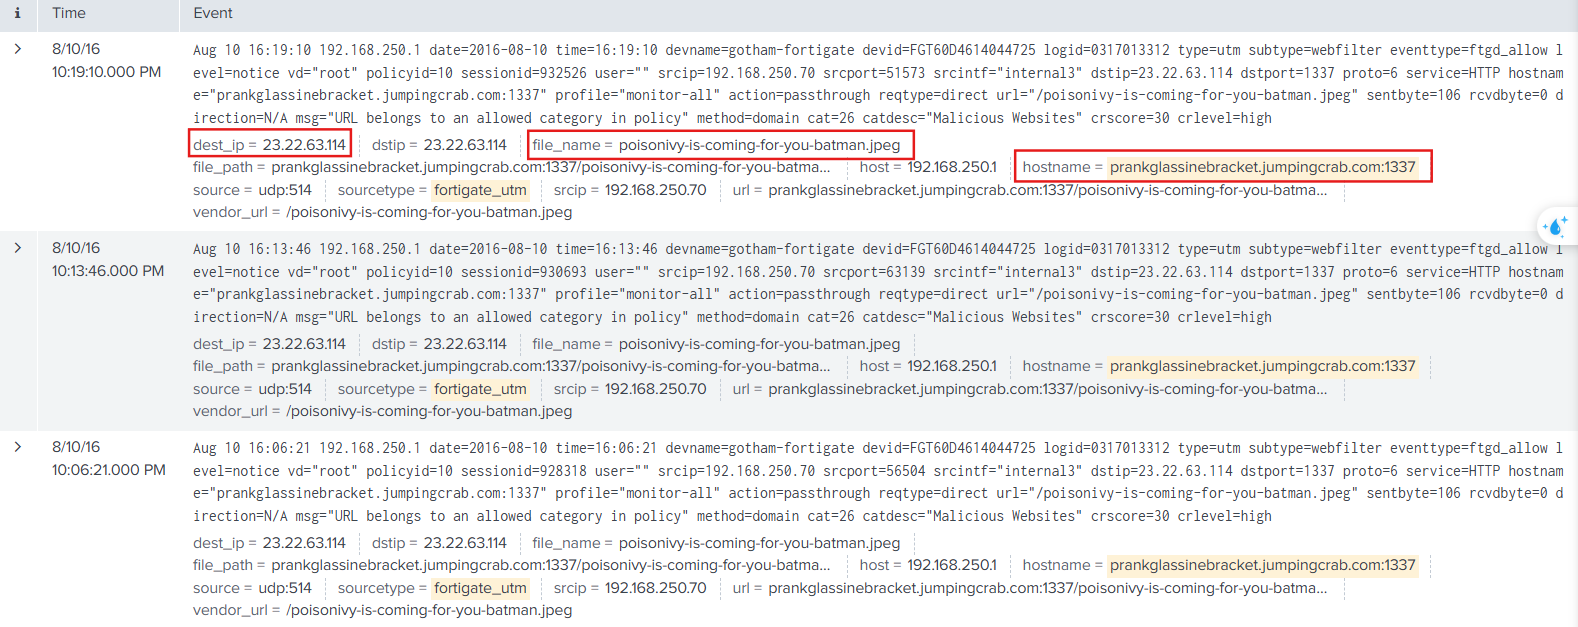 i Time Event
> 8/10/16 Aug 10 16:19:10 192.168.250.1 date=2016-08-10 time=16:19:10 devname=gotham-fortigate devid=FGT60D4614044725 logid=0317013312 type=utm subtype=webfilter eventtype=ftgd_allow l
10:19:10.000 PM evel=notice vd="root" policyid=10 sessionid=932526 user="" srcip=192.168.250.70 srcport=51573 srcintf="internal3" dstip=23.22.63.114 dstport=1337 proto=6 service=HTTP hostnam
e="prankglassinebracket.jumpingcrab.com:1337" profile="monitor-all" action=passthrough reqtype=direct url="/poisonivy-is-coming-for-you-batman.jpeg" sentbyte=106 rcvdbyte=0 d
irection=N/A msg="URL belongs to an allowed category in policy" method=domain cat=26 catdesc="Malicious Websites" crscore=30 crlevel=high
dest_ip = 23.22.63.114 dstip = 23.22.63.114 file_name = poisonivy-is-coming-for-you-batman.jpeg
file_path = prankglassinebracket.jumpingcrab.com:1337/poisonivy-is-coming-for-you-batma... host = 192.168.250.1 hostname = prankglassinebracket.jumpingcrab.com:1337
source = udp:514 sourcetype = fortigate_utm srcip = 192.168.250.70 url = prankglassinebracket.jumpingcrab.com:1337/poisonivy-is-coming-for-you-batma...
vendor_url = /poisonivy-is-coming-for-you-batman.jpeg
> 8/10/16 Aug 10 16:13:46 192.168.250.1 date=2016-08-10 time=16:13:46 devname=gotham-fortigate devid=FGT60D4614044725 logid=0317013312 type=utm subtype=webfilter eventtype=ftgd_allow l
10:13:46.000 PM evel=notice vd="root" policyid=10 sessionid=930693 user="" srcip=192.168.250.70 srcport=63139 srcintf="internal3" dstip=23.22.63.114 dstport=1337 proto=6 service=HTTP hostnam
e="prankglassinebracket.jumpingcrab.com:1337" profile="monitor-all" action=passthrough reqtype=direct url="/poisonivy-is-coming-for-you-batman.jpeg" sentbyte=106 rcvdbyte=0 d
irection=N/A msg="URL belongs to an allowed category in policy" method=domain cat=26 catdesc="Malicious Websites" crscore=30 crlevel=high
dest_ip = 23.22.63.114 dstip = 23.22.63.114 file_name = poisonivy-is-coming-for-you-batman.jpeg
file_path = prankglassinebracket.jumpingcrab.com:1337/poisonivy-is-coming-for-you-batma... host = 192.168.250.1 hostname = prankglassinebracket.jumpingcrab.com:1337
source = udp:514 sourcetype = fortigate_utm srcip = 192.168.250.70 url = prankglassinebracket.jumpingcrab.com:1337/poisonivy-is-coming-for-you-batma...
vendor_url = /poisonivy-is-coming-for-you-batman.jpeg
> 8/10/16 Aug 10 16:06:21 192.168.250.1 date=2016-08-10 time=16:06:21 devname=gotham-fortigate devid=FGT60D4614044725 logid=0317013312 type=utm subtype=webfilter eventtype=ftgd_allow l
10:06:21.000 PM evel=notice vd="root" policyid=10 sessionid=928318 user="" srcip=192.168.250.70 srcport=56504 srcintf="internal3" dstip=23.22.63.114 dstport=1337 proto=6 service=HTTP hostnam
e="prankglassinebracket.jumpingcrab.com:1337" profile="monitor-all" action=passthrough reqtype=direct url="/poisonivy-is-coming-for-you-batman.jpeg" sentbyte=106 rcvdbyte=0 d
irection=N/A msg="URL belongs to an allowed category in policy" method=domain cat=26 catdesc="Malicious Websites" crscore=30 crlevel=high
dest_ip = 23.22.63.114 dstip = 23.22.63.114 file_name = poisonivy-is-coming-for-you-batman.jpeg
file_path = prankglassinebracket.jumpingcrab.com:1337/poisonivy-is-coming-for-you-batma... host = 192.168.250.1 hostname = prankglassinebracket.jumpingcrab.com:1337
source = udp:514 sourcetype = fortigate_utm srcip = 192.168.250.70 url = prankglassinebracket.jumpingcrab.com:1337/poisonivy-is-coming-for-you-batma...
vendor_url = /poisonivy-is-coming-for-you-batman.jpeg